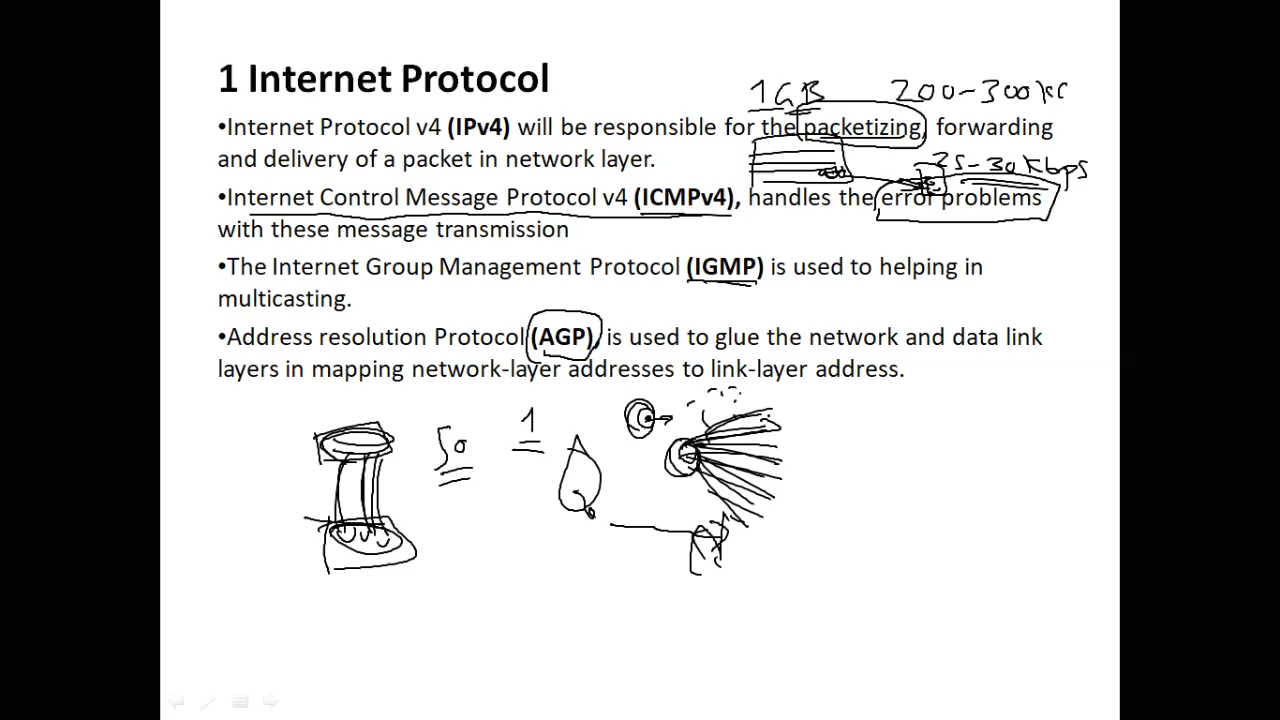 1 Internet Protocol
1GB 200-300
•Internet Protocol v4 (IPv4) will be responsible for the packetizing, forwarding
and delivery of a packet in network layer.
25-30 kbps
•Internet Control Message Protocol v4 (ICMPv4), handles the error problems
with these message transmission
•The Internet Group Management Protocol (IGMP) is used to helping in
multicasting.
•Address resolution Protocol (AGP), is used to glue the network and data link
layers in mapping network-layer addresses to link-layer address.
50 1